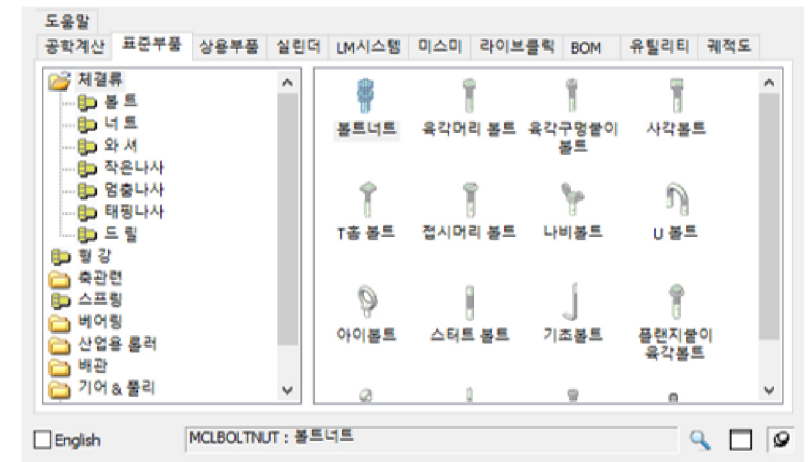 도움말
공학계산 표준부품 상용부품 실린더 LM시스템 미스미 라이브클릭 BOM 유틸리티 궤적도
체결류
볼 트
너 트
와 셔
작은나사
멈춤나사
태핑나사
드 릴
형 강
축관련
스프링
베어링
산업용 롤러
배관
기어 & 풀리
볼트너트 육각머리 볼트 육각구멍붙이 사각볼트
볼트
T홈 볼트 접시머리 볼트 나비볼트 U 볼트
아이볼트 스터트 볼트 기초볼트 플랜지붙이
육각볼트
English MCLBOLTNUT : 볼트너트